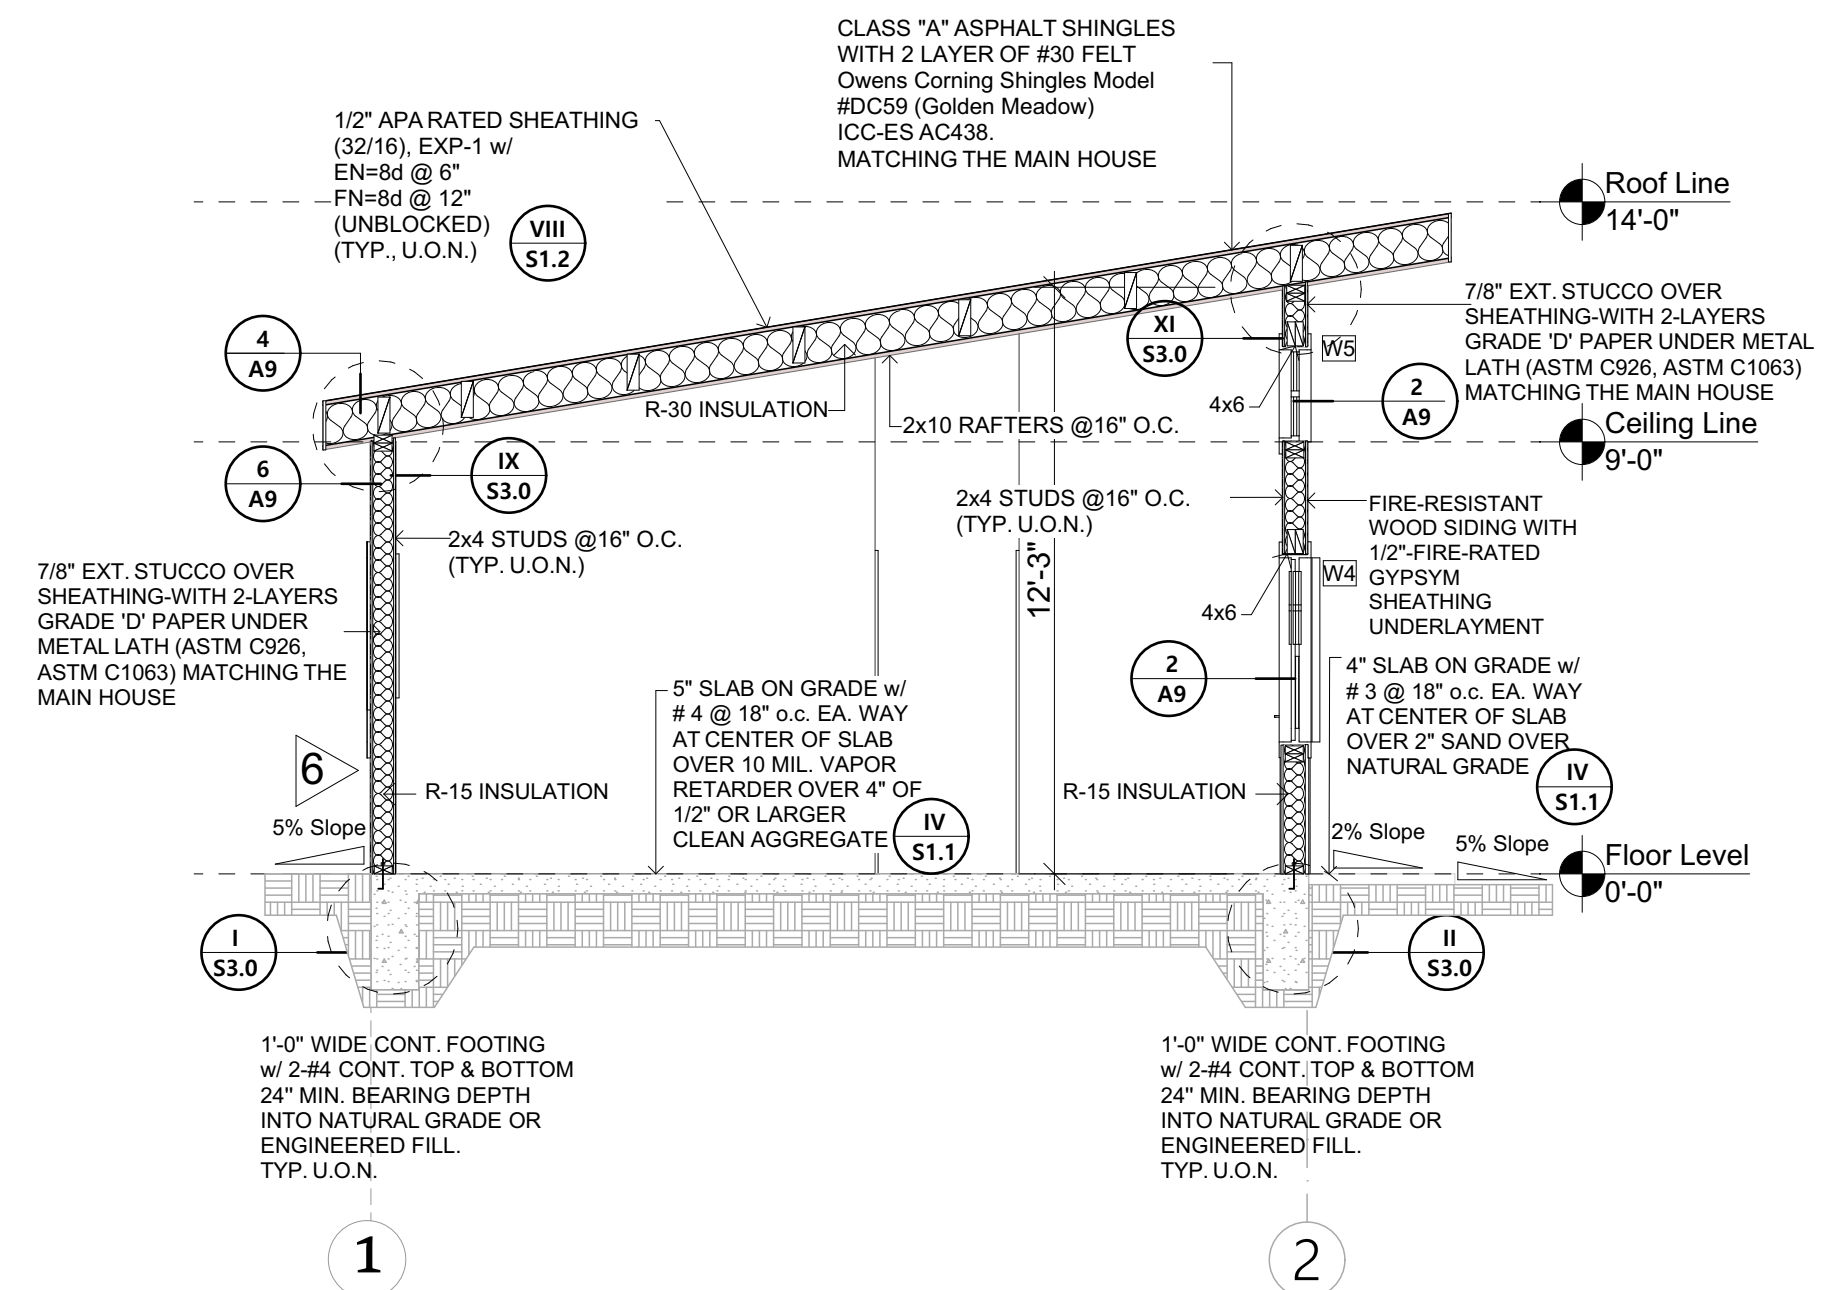 CLASS "A" ASPHALT SHINGLES
WITH 2 LAYER OF #30 FELT
Owens Corning Shingles Model
#DC59 (Golden Meadow)
ICC-ES AC438.
MATCHING THE MAIN HOUSE
1/2" APA RATED SHEATHING
(32/16), EXP-1 w/
EN=8d @ 6"
FN=8d @ 12"
(UNBLOCKED)
(TYP., U.O.N.)
VIII
S1.2
Roof Line
14'-0"
7/8" EXT. STUCCO OVER
SHEATHING-WITH 2-LAYERS
GRADE 'D' PAPER UNDER METAL
LATH (ASTM C926, ASTM C1063)
MATCHING THE MAIN HOUSE
4
A9
XI
S3.0
W5
4x6
2
A9
R-30 INSULATION
2x10 RAFTERS @16" O.C.
Ceiling Line
9'-0"
6
A9
IX
S3.0
2x4 STUDS @16" O.C.
(TYP. U.O.N.)
2x4 STUDS @16" O.C.
(TYP. U.O.N.)
FIRE-RESISTANT
WOOD SIDING WITH
1/2"-FIRE-RATED
GYPSYM
SHEATHING
UNDERLAYMENT
12'-3"
W4
4x6
2
A9
7/8" EXT. STUCCO OVER
SHEATHING-WITH 2-LAYERS
GRADE 'D' PAPER UNDER
METAL LATH (ASTM C926,
ASTM C1063) MATCHING THE
MAIN HOUSE
5" SLAB ON GRADE w/
# 4 @ 18" o.c. EA. WAY
AT CENTER OF SLAB
OVER 10 MIL. VAPOR
RETARDER OVER 4" OF
1/2" OR LARGER
CLEAN AGGREGATE
IV
S1.1
4" SLAB ON GRADE w/
# 3 @ 18" o.c. EA. WAY
AT CENTER OF SLAB
OVER 2" SAND OVER
NATURAL GRADE
IV
S1.1
6
R-15 INSULATION
R-15 INSULATION
5% Slope
2% Slope
5% Slope
Floor Level
0'-0"
I
S3.0
II
S3.0
1'-0" WIDE CONT. FOOTING
w/ 2-#4 CONT. TOP & BOTTOM
24" MIN. BEARING DEPTH
INTO NATURAL GRADE OR
ENGINEERED FILL.
TYP. U.O.N.
1'-0" WIDE CONT. FOOTING
w/ 2-#4 CONT. TOP & BOTTOM
24" MIN. BEARING DEPTH
INTO NATURAL GRADE OR
ENGINEERED FILL.
TYP. U.O.N.
1
2